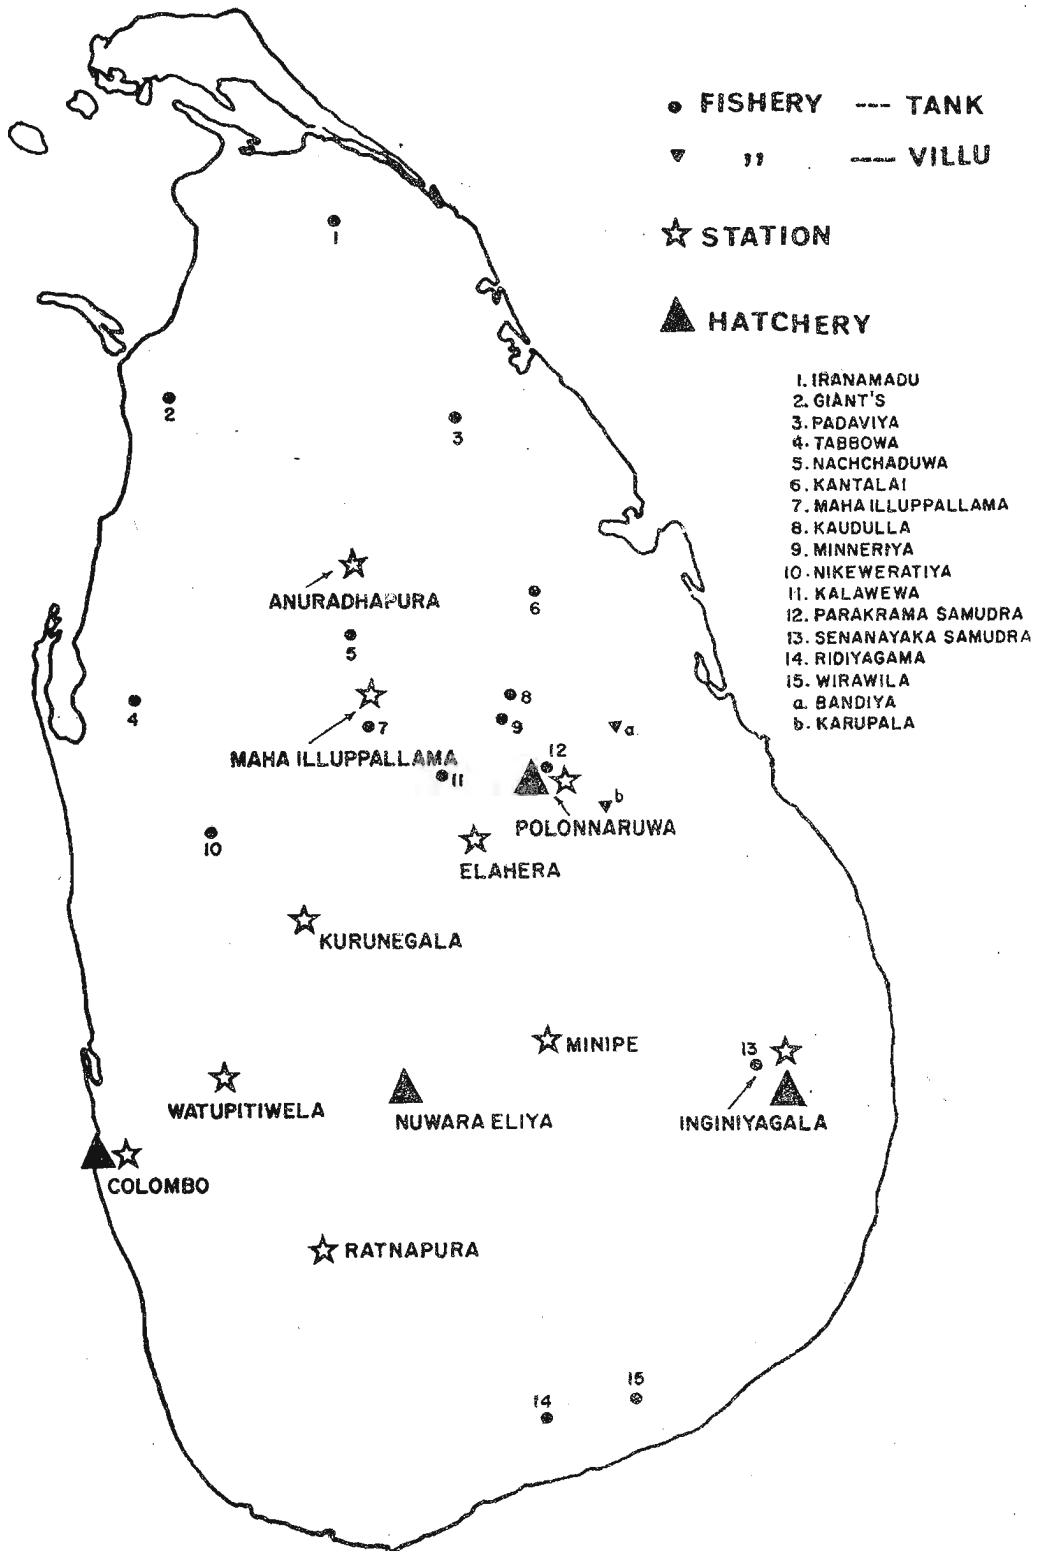 FISHERY --- TANK
,, --- VILLU
STATION
HATCHERY
1. IRANAMADU
2. GIANT'S
3. PADAVIYA
4. TABBOWA
5. NACHCHADUWA
6. KANTALAI
7. MAHA ILLUPPALLAMA
8. KAUDULLA
9. MINNERIYA
10. NIKEWERATIYA
11. KALAWEWA
12. PARAKRAMA SAMUDRA
13. SENANAYAKA SAMUDRA
14. RIDIYAGAMA
15. WIRAWILA
a. BANDIYA
b. KARUPALA
1
2
3
ANURADHAPURA
6
5
4
8
7
9
a
MAHA ILLUPPALLAMA
12
11
b
POLONNARUWA
10
ELAHERA
KURUNEGALA
MINIPE
13
WATUPITIWELA
NUWARA ELIYA
INGINIYAGALA
COLOMBO
RATNAPURA
15
14